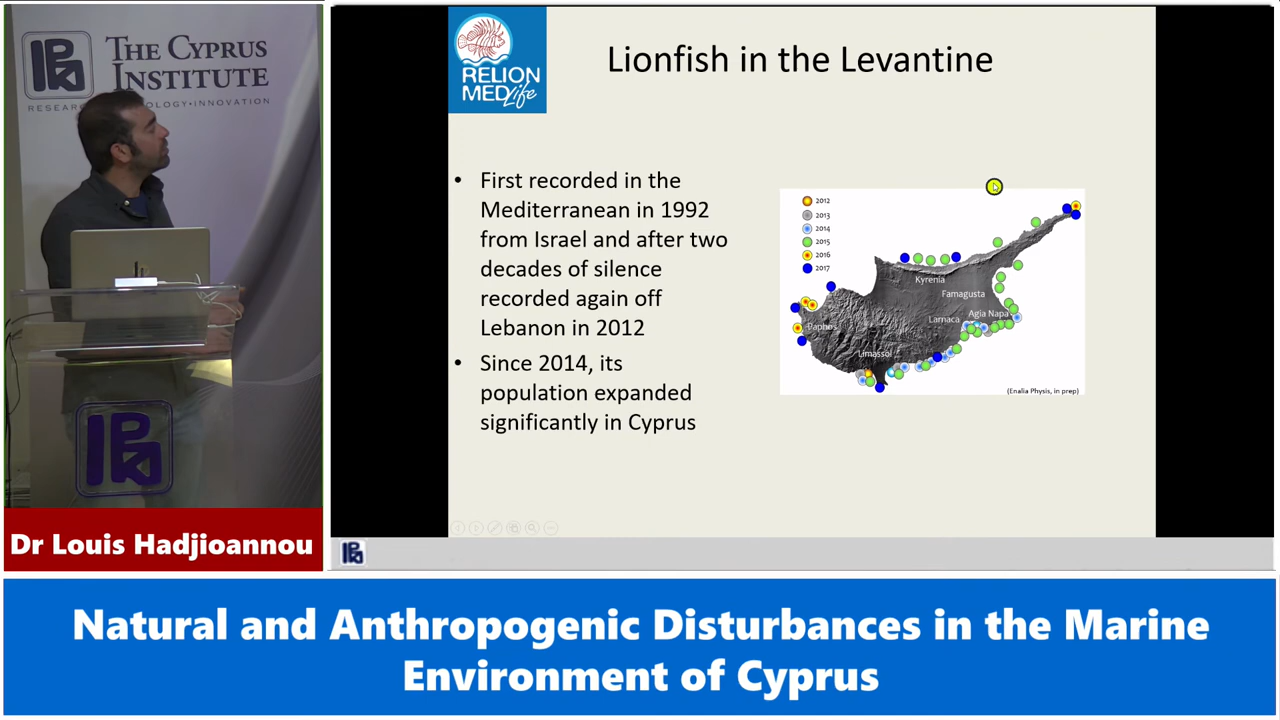 THE CYPRUS
INSTITUTE
RELION
MED Life
Lionfish in the Levantine
• First recorded in the
Mediterranean in 1992
from Israel and after two
decades of silence
recorded again off
Lebanon in 2012
• Since 2014, its
population expanded
significantly in Cyprus
2012
2013
2014
2015
2016
2017
Kyrenia
Famagusta
Larnaca
Agia Napa
Paphos
Limassol
(Enalia Physis, in prep)
Dr Louis Hadjioannou
Natural and Anthropogenic Disturbances in the Marine
Environment of Cyprus